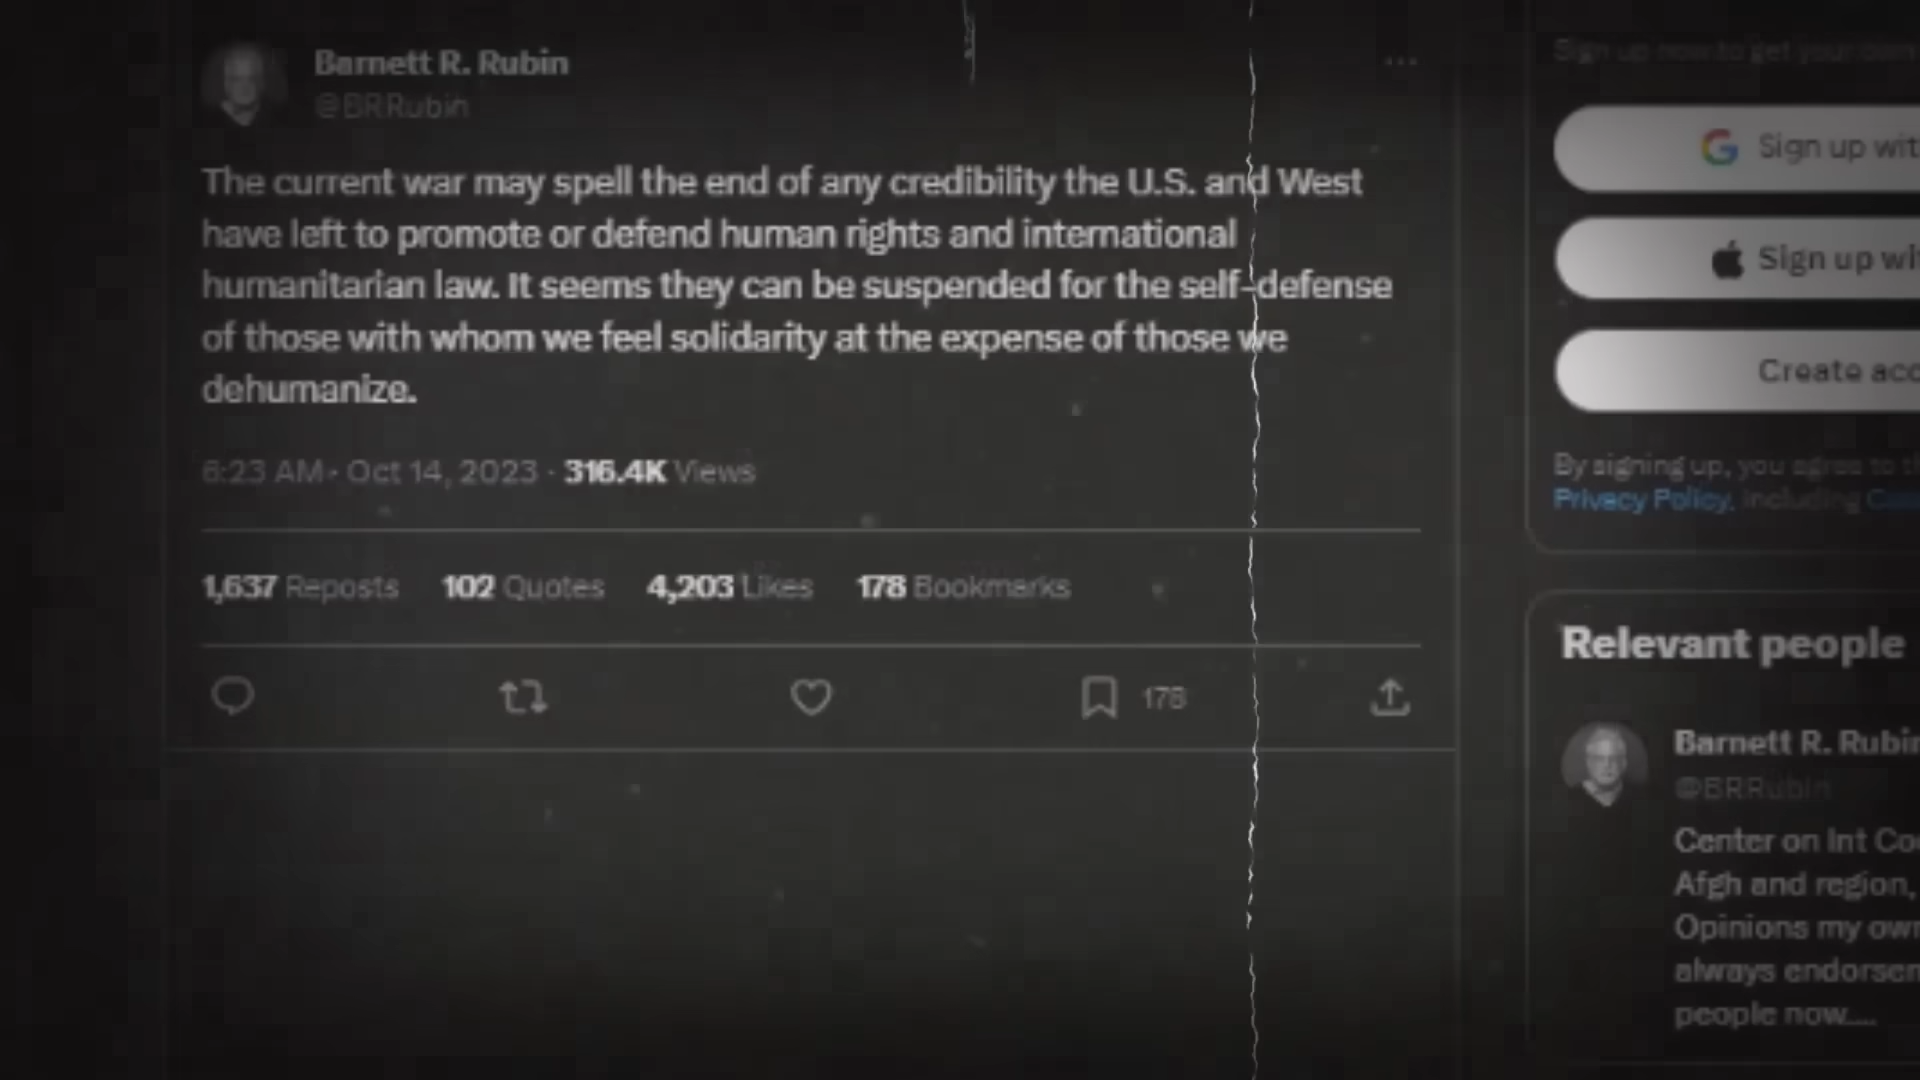 Barnett R. Rubin
@BRRubin
The current war may spell the end of any credibility the U.S. and West
have left to promote or defend human rights and international
humanitarian law. It seems they can be suspended for the self-defense
of those with whom we feel solidarity at the expense of those we
dehumanize.
6:23 AM · Oct 14, 2023 · 316.4K Views
1,637 Reposts 102 Quotes 4,203 Likes 178 Bookmarks
178
Sign up now to get your own
Sign up with
Sign up wi
Create acc
By signing up, you agree to th
Privacy Policy, including Coo
Relevant people
Barnett R. Rubin
@BRRubin
Center on Int Co
Afgh and region,
Opinions my own
always endorsem
people now....